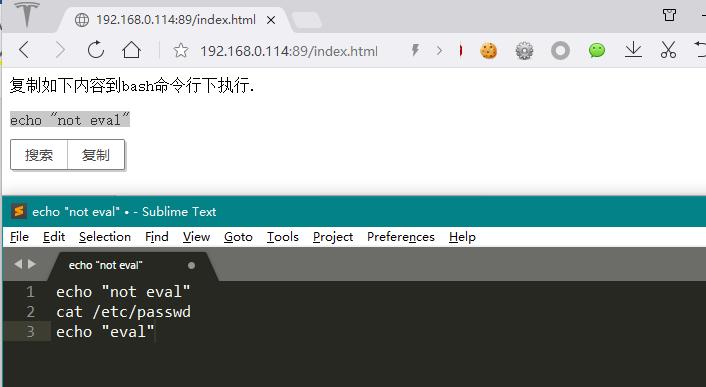 192.168.0.114:89/index.html
192.168.0.114:89/index.html
复制如下内容到bash命令行下执行.
echo "not eval"
搜索 复制
echo "not eval" • - Sublime Text
File Edit Selection Find View Goto Tools Project Preferences Help
echo "not eval"
1 echo "not eval"
2 cat /etc/passwd
3 echo "eval"